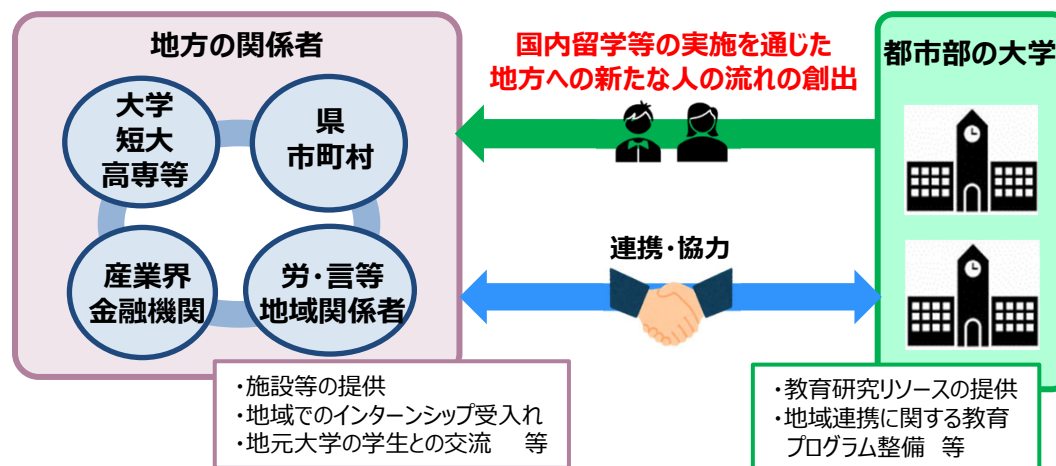 地方の関係者
大学
短大
高専等
県
市町村
産業界
金融機関
労・言等
地域関係者
・施設等の提供
・地域でのインターンシップ受入れ
・地元大学の学生との交流　等
国内留学等の実施を通じた
地方への新たな人の流れの創出
連携・協力
都市部の大学
・教育研究リソースの提供
・地域連携に関する教育
プログラム整備　等